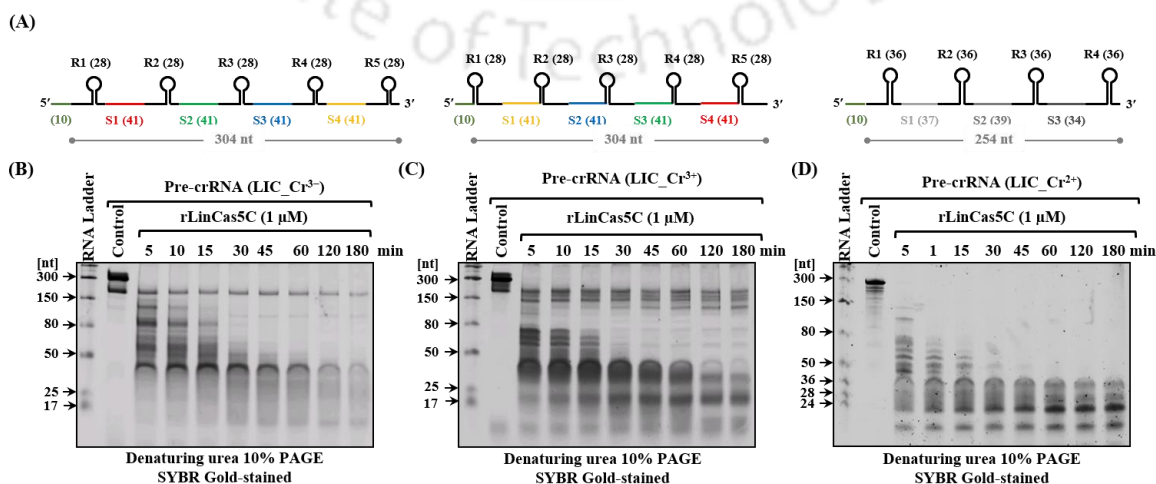 te of Technolo
(A)
R1 (28) R2 (28) R3 (28) R4 (28) R5 (28)
5′ 3′
(10) S1 (41) S2 (41) S3 (41) S4 (41)
304 nt
R1 (28) R2 (28) R3 (28) R4 (28) R5 (28)
5′ 3′
(10) S1 (41) S2 (41) S3 (41) S4 (41)
304 nt
R1 (36) R2 (36) R3 (36) R4 (36)
5′ 3′
(10) S1 (37) S2 (39) S3 (34)
254 nt
(B)
RNA Ladder
Control
Pre-crRNA (LIC_Cr³⁻)
rLinCas5C (1 µM)
5 10 15 30 45 60 120 180 min
[nt]
300
150
80
50
25
17
Denaturing urea 10% PAGE
SYBR Gold-stained
(C)
RNA Ladder
Control
Pre-crRNA (LIC_Cr³⁺)
rLinCas5C (1 µM)
5 10 15 30 45 60 120 180 min
[nt]
300
150
80
50
25
17
Denaturing urea 10% PAGE
SYBR Gold-stained
(D)
RNA Ladder
Control
Pre-crRNA (LIC_Cr²⁺)
rLinCas5C (1 µM)
5 1 15 30 45 60 120 180 min
[nt]
300
150
80
50
36
28
24
Denaturing urea 10% PAGE
SYBR Gold-stained